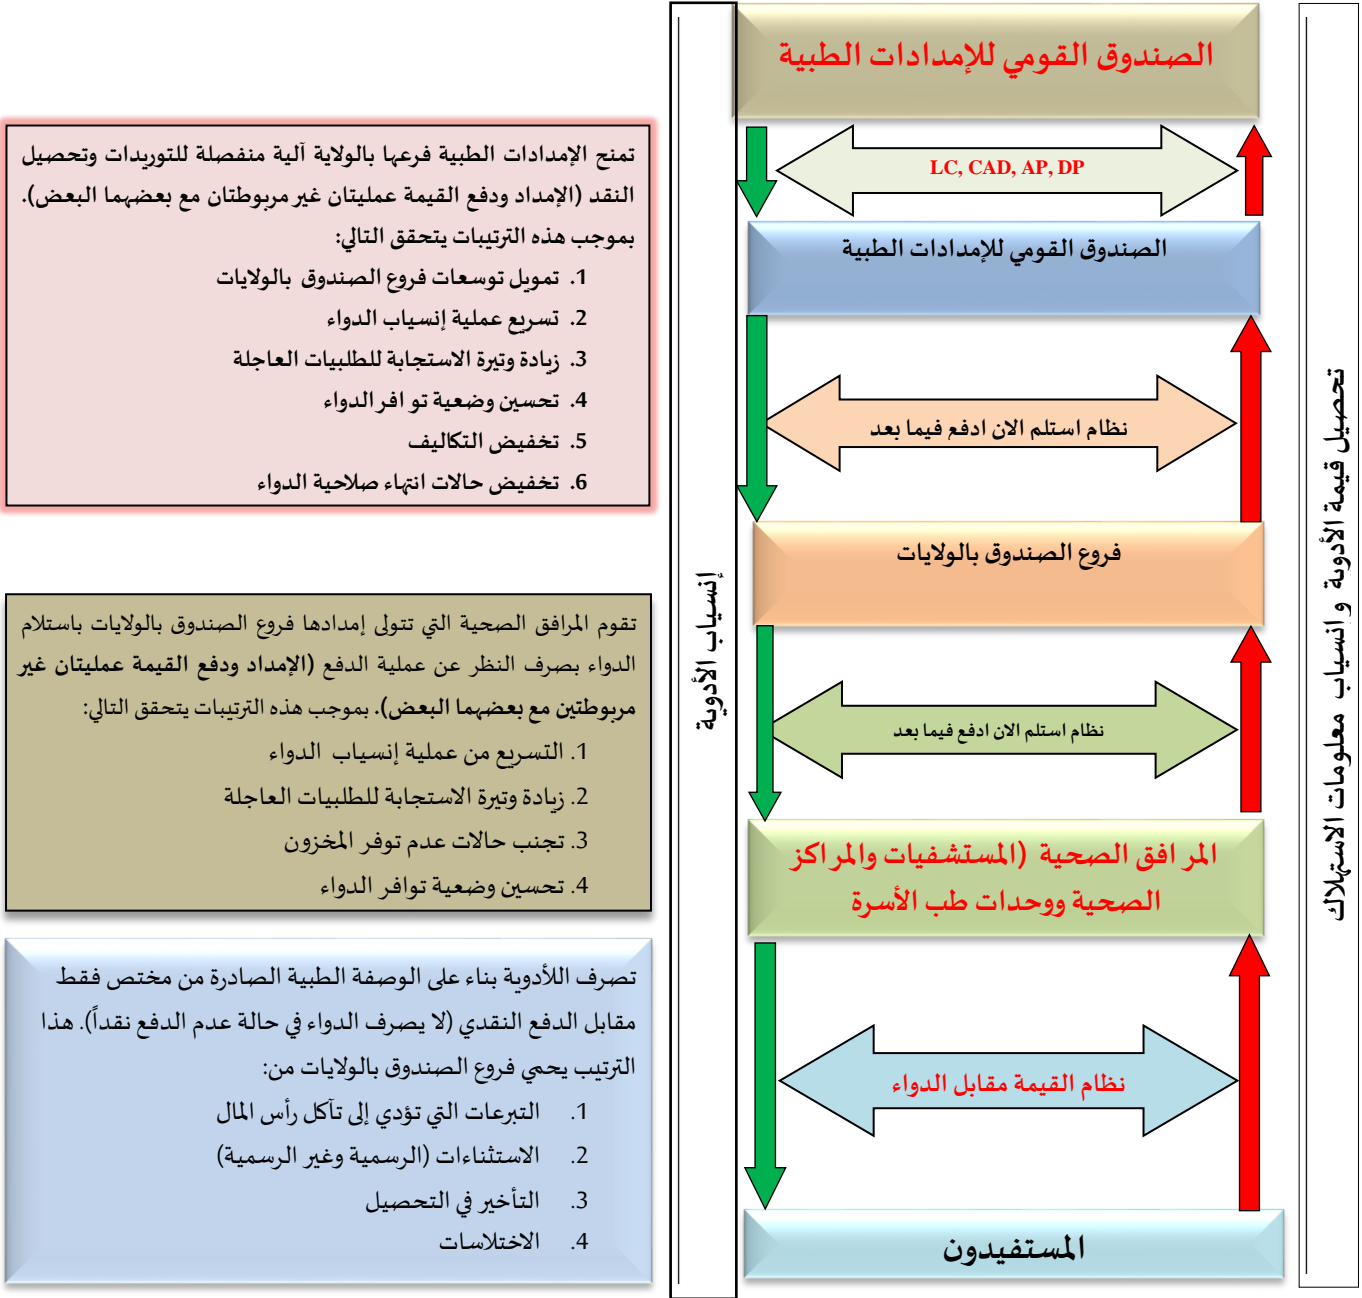 الصندوق القومي للإمدادات الطبية
LC, CAD, AP, DP
الصندوق القومي للإمدادات الطبية
نظام استلم الان ادفع فيما بعد
فروع الصندوق بالولايات
نظام استلم الان ادفع فيما بعد
المرافق الصحية (المستشفيات والمراكز
الصحية ووحدات طب الأسرة
نظام القيمة مقابل الدواء
المستفيدون
تحصيل قيمة الأدوية وإنسياب معلومات الاستهلاك
إنسياب الأدوية
تمنح الإمدادات الطبية فرعها بالولاية آلية منفصلة للتوريدات وتحصيل
النقد (الإمداد ودفع القيمة عمليتان غير مربوطتان مع بعضهما البعض).
بموجب هذه الترتيبات يتحقق التالي:
1. تمويل توسعات فروع الصندوق بالولايات
2. تسريع عملية إنسياب الدواء
3. زيادة وتيرة الاستجابة للطلبيات العاجلة
4. تحسين وضعية توافر الدواء
5. تخفيض التكاليف
6. تخفيض حالات انتهاء صلاحية الدواء
تقوم المرافق الصحية التي تتولى إمدادها فروع الصندوق بالولايات باستلام
الدواء بصرف النظر عن عملية الدفع (الإمداد ودفع القيمة عمليتان غير
مربوطتين مع بعضهما البعض). بموجب هذه الترتيبات يتحقق التالي:
1. التسريع من عملية إنسياب الدواء
2. زيادة وتيرة الاستجابة للطلبيات العاجلة
3. تجنب حالات عدم توفر المخزون
4. تحسين وضعية توافر الدواء
تصرف اللأدوية بناء على الوصفة الطبية الصادرة من مختص فقط
مقابل الدفع النقدي (لا يصرف الدواء في حالة عدم الدفع نقداً). هذا
الترتيب يحمي فروع الصندوق بالولايات من:
1. التبرعات التي تؤدي إلى تآكل رأس المال
2. الاستثناءات (الرسمية وغير الرسمية)
3. التأخير في التحصيل
4. الاختلاسات